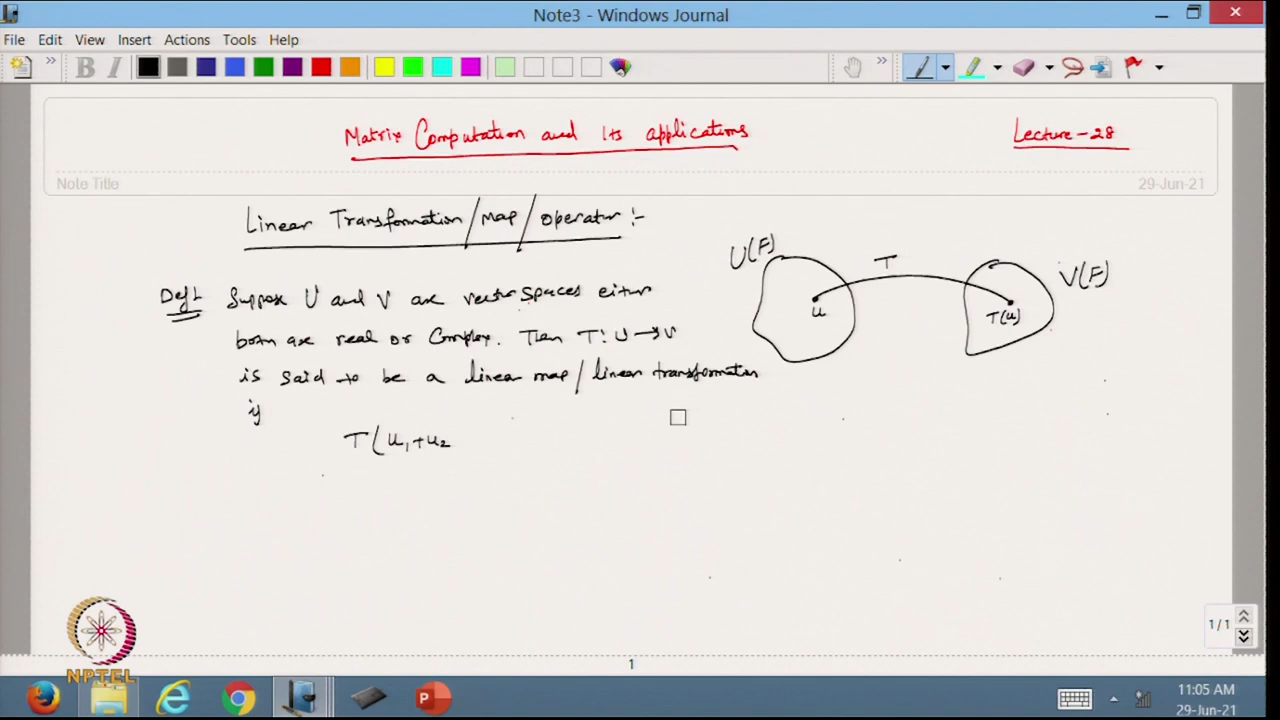 Note3 - Windows Journal
File Edit View Insert Actions Tools Help
Matrix Computation and its applications
Lecture-28
Note Title
29-Jun-21
Linear Transformation/map/operator :-
U(F)
T
V(F)
u
T(u)
Def! Suppose U and V are vector spaces either
both are real or Complex. Then T: U → V
is said to be a linear map/linear transformation
if
T(u₁+u₂
1/1
1
NPTEL
11:05 AM
29-Jun-21